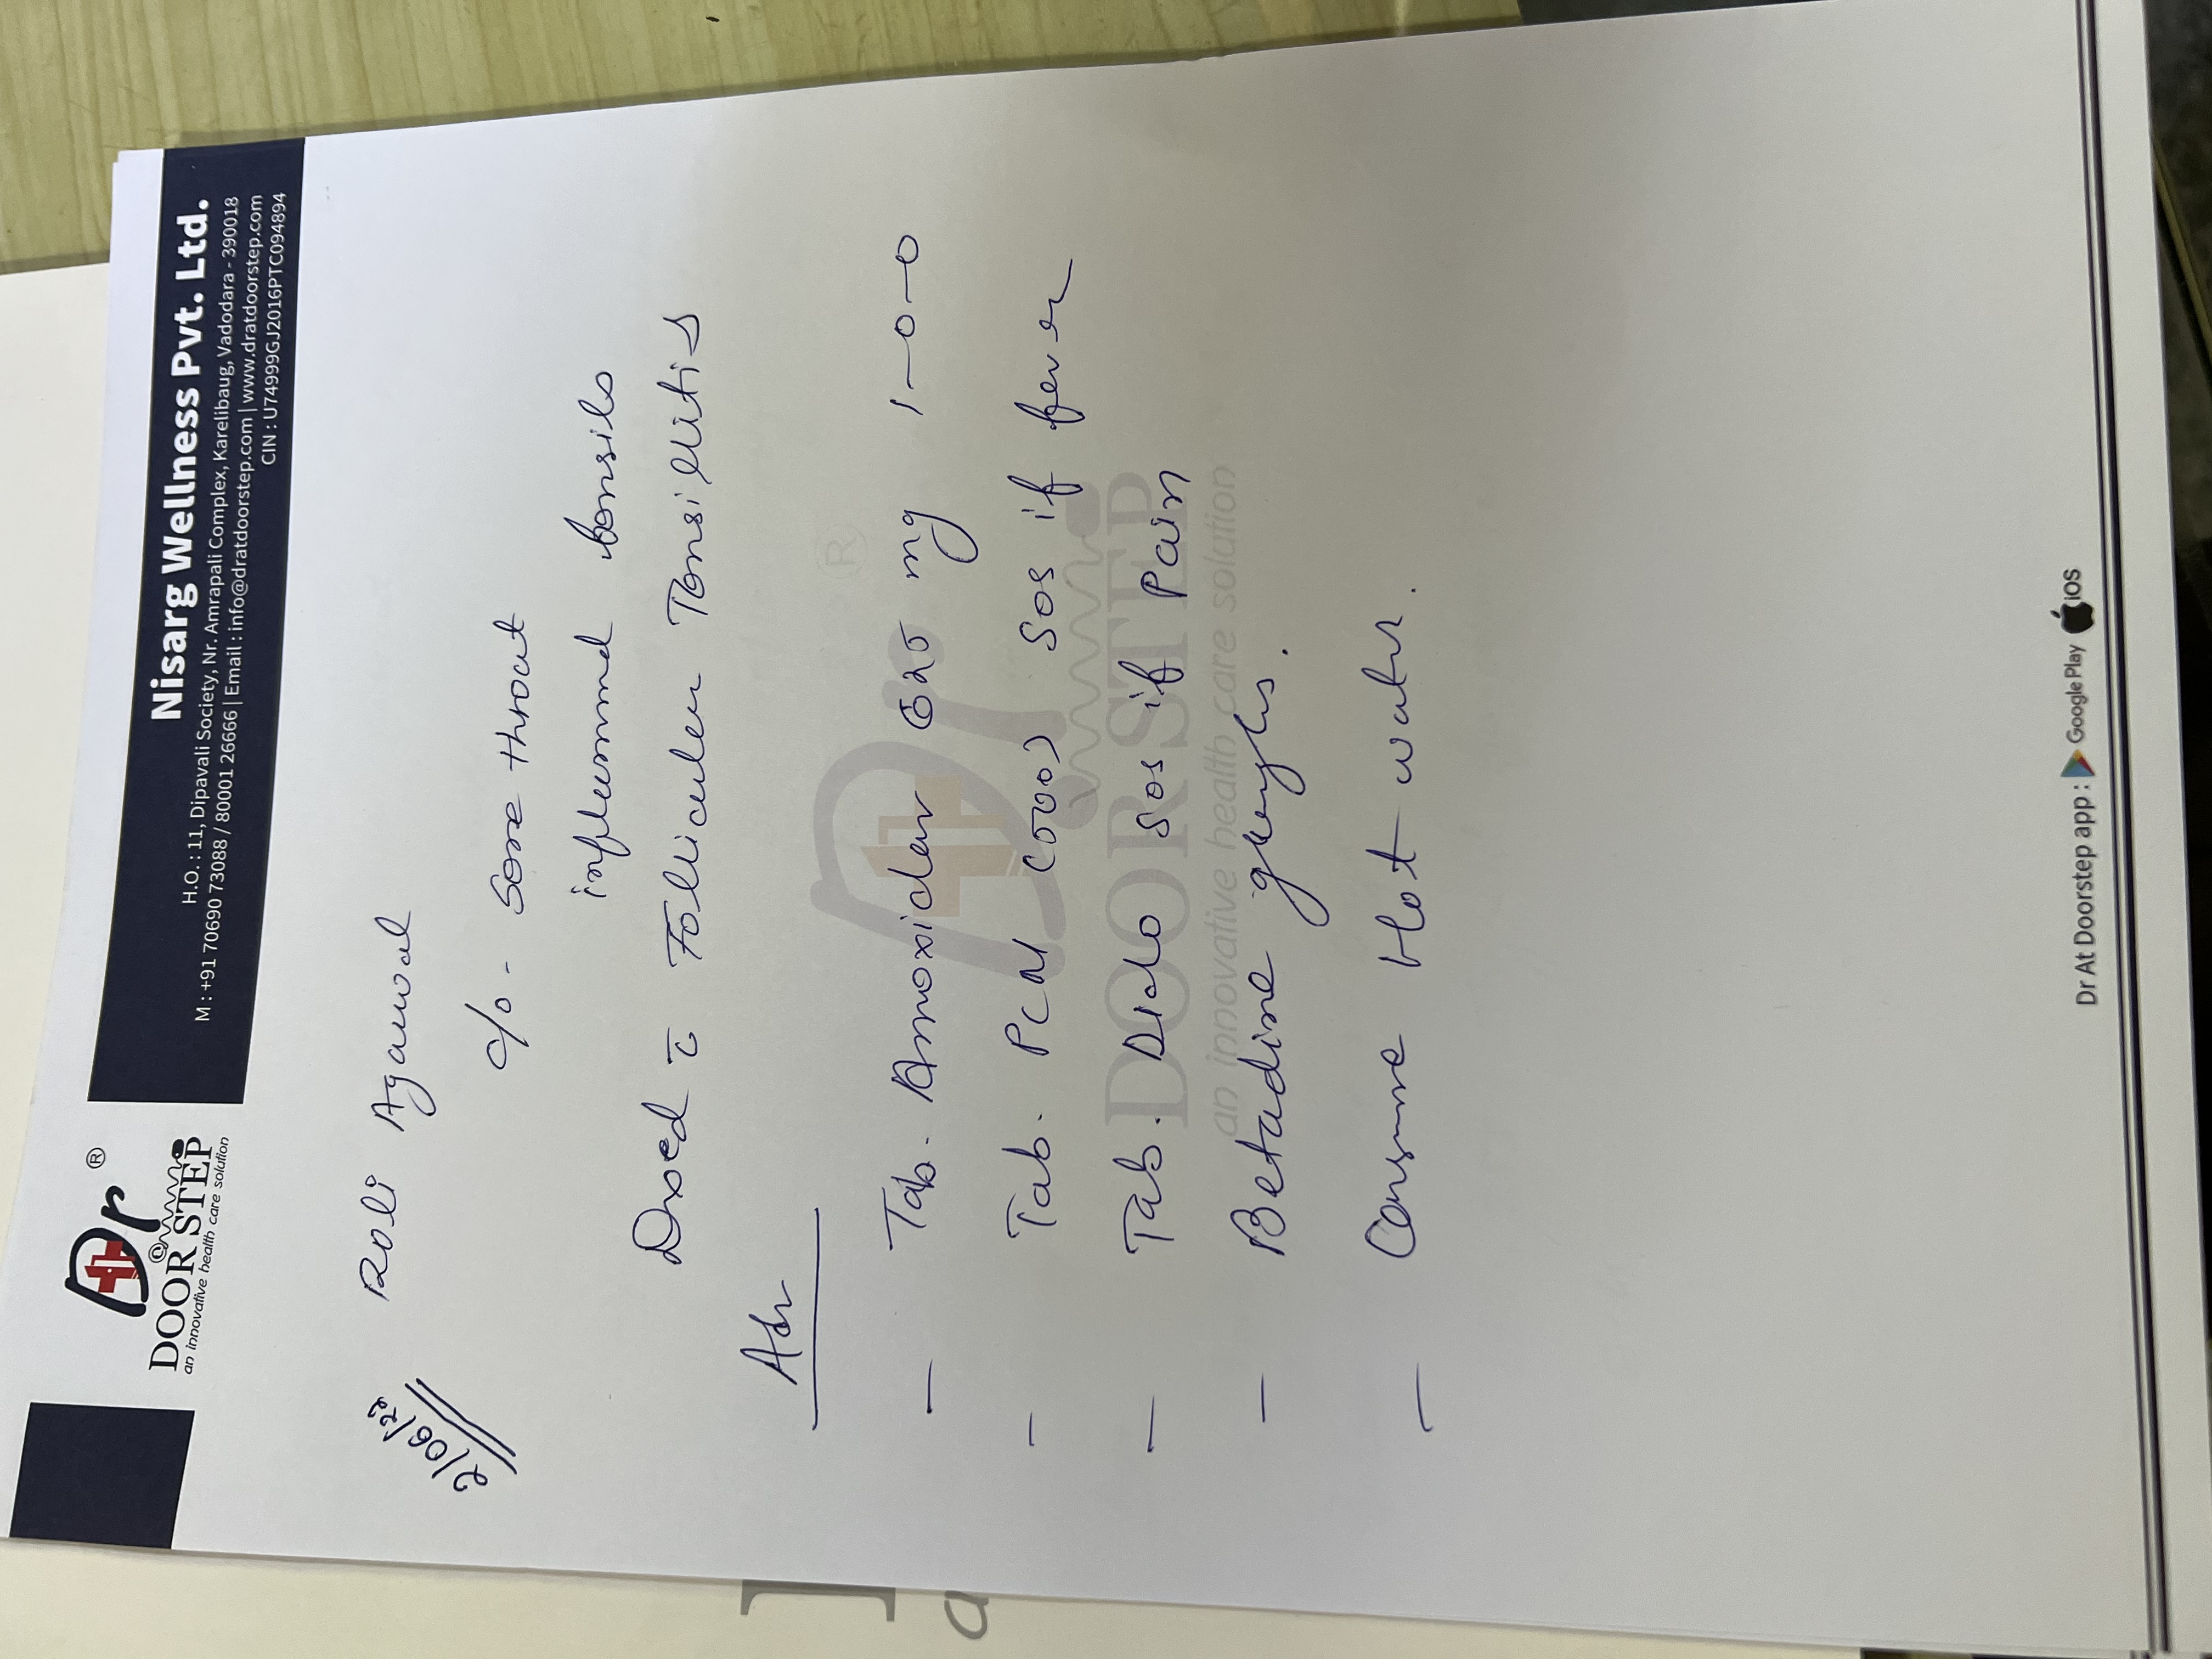 Dr ®
@
DOOR STEP
an innovative health care solution
Nisarg Wellness Pvt. Ltd.
H.O. : 11, Dipavali Society, Nr. Amrapali Complex, Karelibaug, Vadodara - 390018
M : +91 70690 73088 / 80001 26666 | Email : info@dratdoorstep.com | www.dratdoorstep.com
CIN : U74999GJ2016PTC094894
2/06/22
Roli Agarwal
c/o - Sore throat
inflammed tonsils
Dxed c̄ Follicular Tonsillitis
Adv
- Tab. Amoxiclav 625 mg 1-0-0
- Tab. PCM (500) SOS if fever
- Tab. Diclo SOS if Pain
- Betadine gargles.
- Consume Hot water.
Dr ®
DOOR STEP
an innovative health care solution
Dr At Doorstep app : Google Play iOS